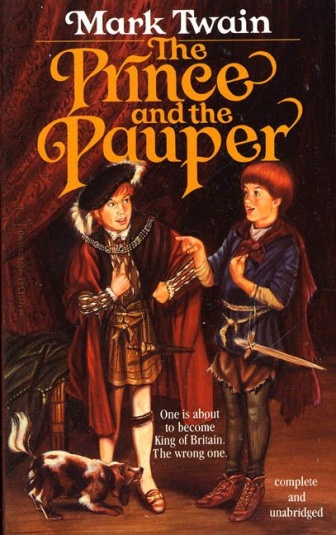 Mark Twain
The
Prince
and the
Pauper
One is about
to become
King of Britain.
The wrong one.
complete
and
unabridged